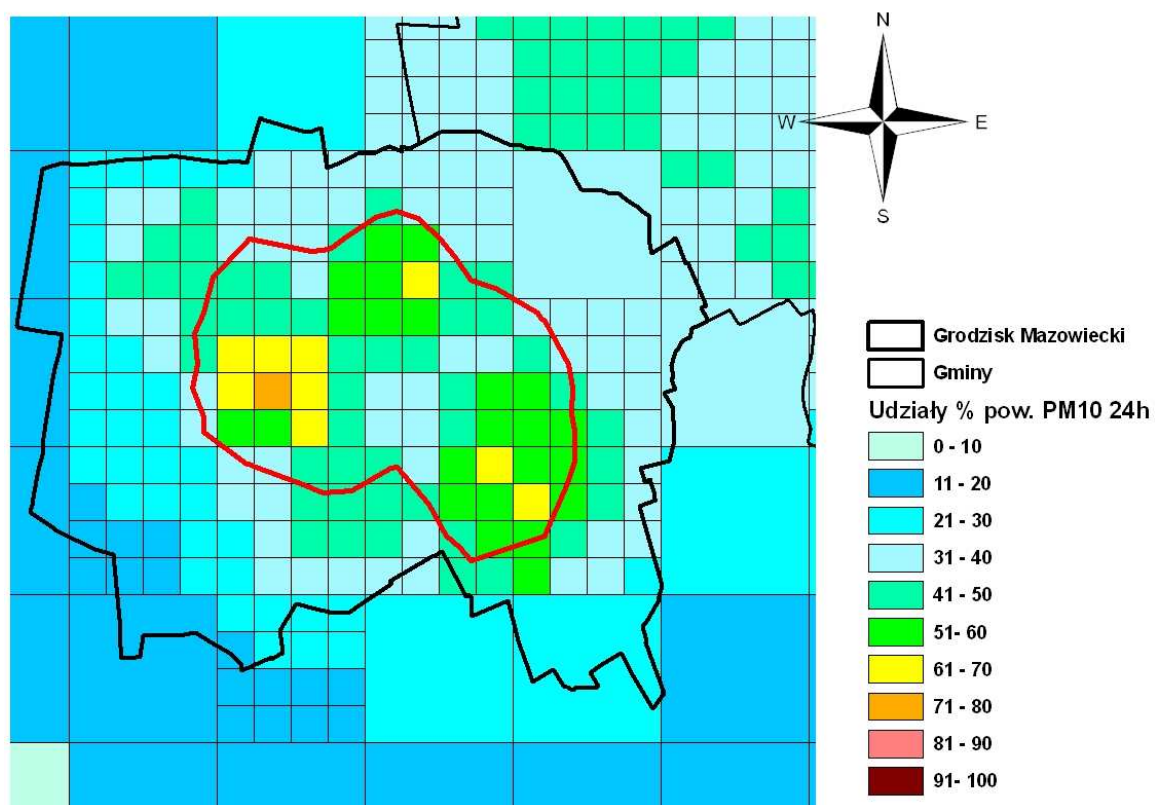 N
W E
S
Grodzisk Mazowiecki
Gminy
Udziały % pow. PM10 24h
0 - 10
11 - 20
21 - 30
31 - 40
41 - 50
51- 60
61 - 70
71 - 80
81 - 90
91- 100